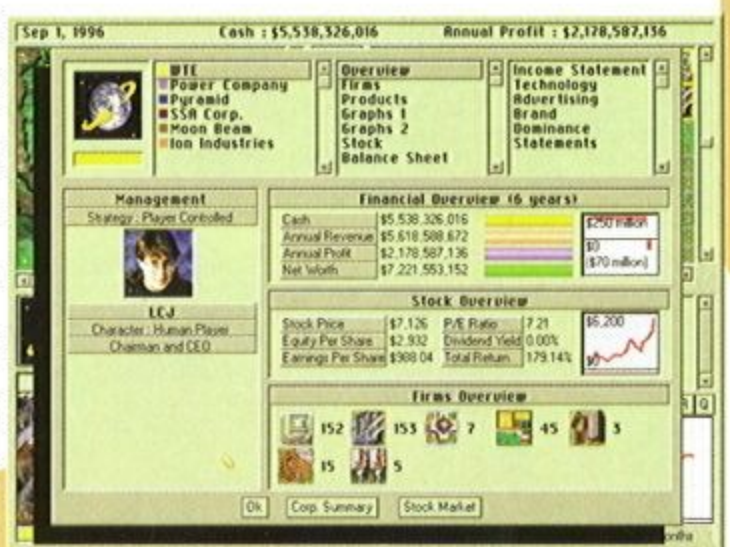 Sep 1, 1996 Cash : $5,538,326,016 Annual Profit : $2,178,587,136
WTE
Power Company
Pyramid
SSA Corp.
Moon Beam
Ion Industries
Overview
Firms
Products
Graphs 1
Graphs 2
Stock
Balance Sheet
Income Statement
Technology
Advertising
Brand
Dominance
Statements
Management
Strategy : Player Controlled
LCJ
Character : Human Player
Chairman and CEO
Financial Overview (6 years)
Cash $5,538,326,016
Annual Revenue $5,618,588,672
Annual Profit $2,178,587,136
Net Worth $7,221,553,152
$250 million
$0
($70 million)
Stock Overview
Stock Price $7,126 P/E Ratio 7.21
Equity Per Share $2,932 Dividend Yield 0.00%
Earnings Per Share $988.04 Total Return 179.14%
$6,200
$0
Firms Overview
152 153 7 45 3
15 5
Ok Corp. Summary Stock Market
Q